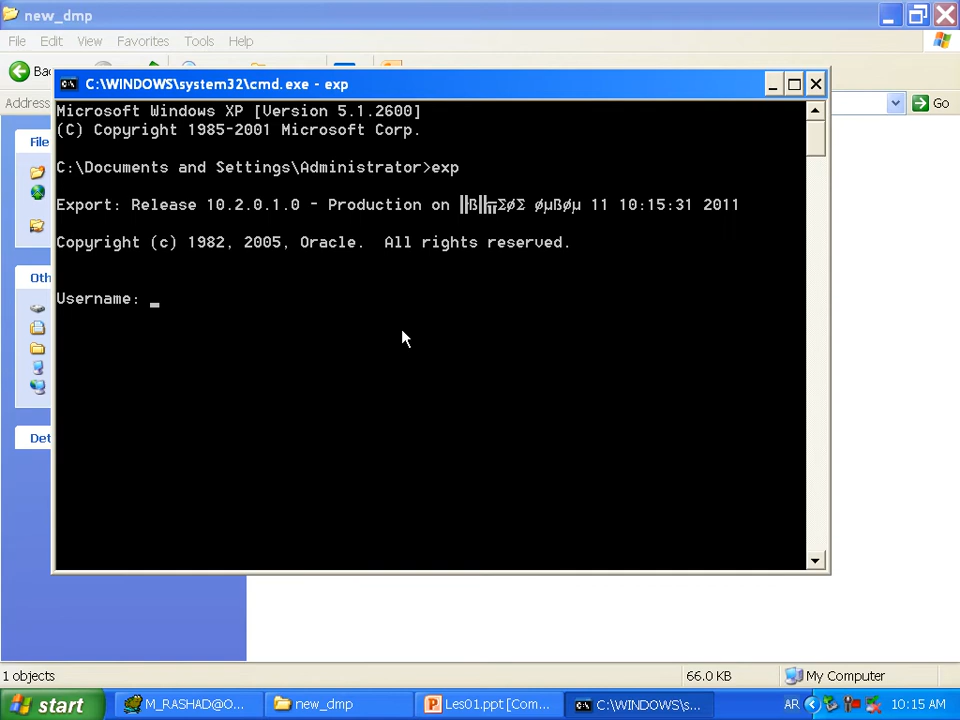 new_dmp
File Edit View Favorites Tools Help
Address
Go
C:\WINDOWS\system32\cmd.exe - exp
Microsoft Windows XP [Version 5.1.2600]
(C) Copyright 1985-2001 Microsoft Corp.
C:\Documents and Settings\Administrator>exp
Export: Release 10.2.0.1.0 - Production on 11 10:15:31 2011
Copyright (c) 1982, 2005, Oracle. All rights reserved.
Username: _
File
Oth
Det
1 objects
66.0 KB
My Computer
start
M_RASHAD@O...
new_dmp
Les01.ppt [Com...
C:\WINDOWS\s...
AR
10:15 AM